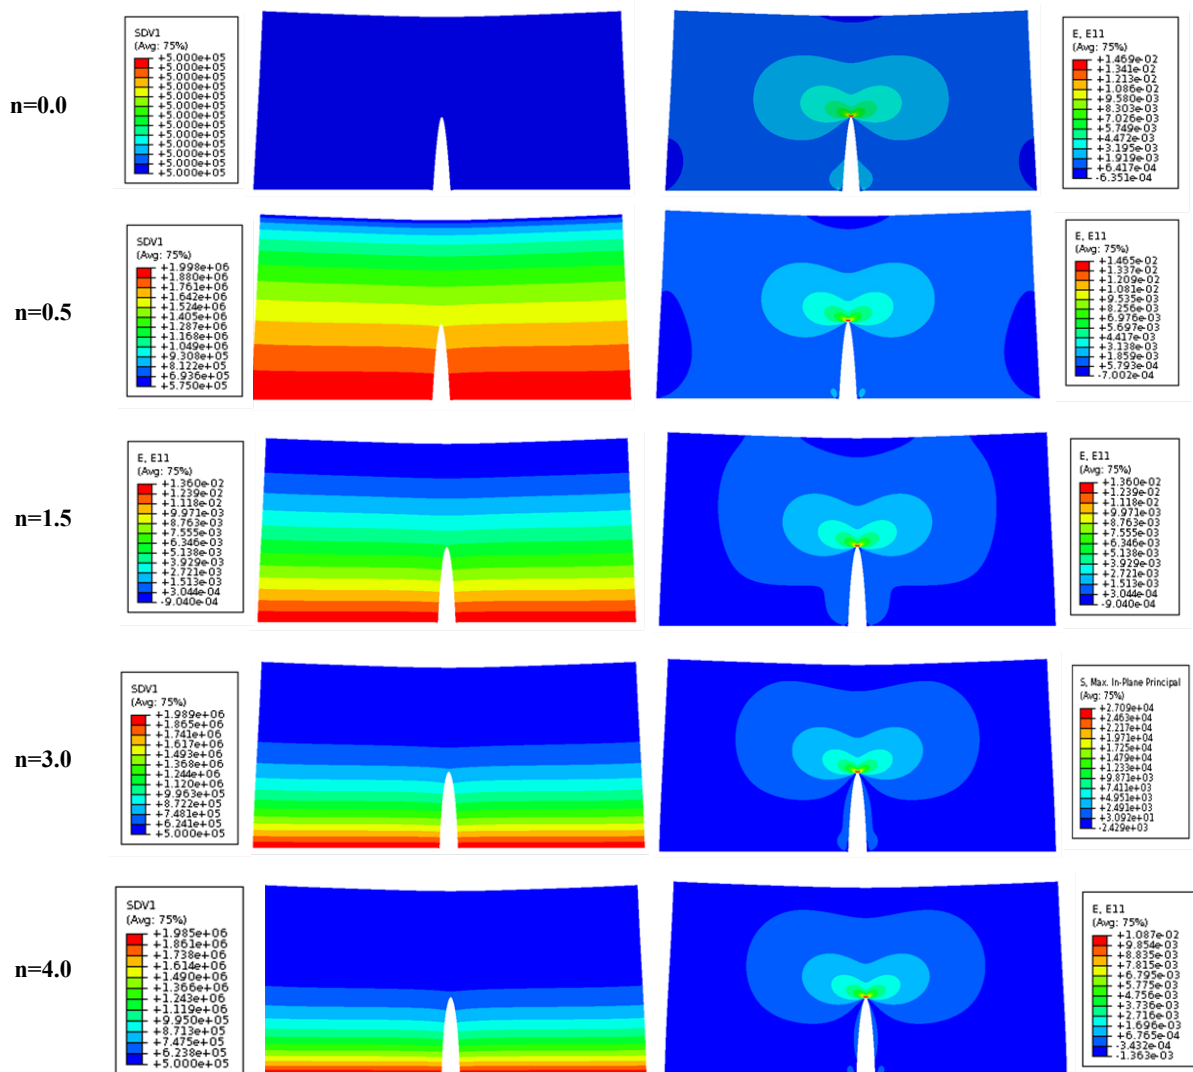 n=0.0
SDV1
(Avg: 75%)
+5.000e+05
+5.000e+05
+5.000e+05
+5.000e+05
+5.000e+05
+5.000e+05
+5.000e+05
+5.000e+05
+5.000e+05
+5.000e+05
+5.000e+05
+5.000e+05
+5.000e+05
E, E11
(Avg: 75%)
+1.469e-02
+1.341e-02
+1.213e-02
+1.086e-02
+9.580e-03
+8.303e-03
+7.026e-03
+5.749e-03
+4.472e-03
+3.195e-03
+1.919e-03
+6.417e-04
-6.351e-04
n=0.5
SDV1
(Avg: 75%)
+1.998e+06
+1.880e+06
+1.761e+06
+1.642e+06
+1.524e+06
+1.405e+06
+1.287e+06
+1.168e+06
+1.049e+06
+9.308e+05
+8.122e+05
+6.936e+05
+5.750e+05
E, E11
(Avg: 75%)
+1.465e-02
+1.337e-02
+1.209e-02
+1.081e-02
+9.535e-03
+8.256e-03
+6.976e-03
+5.697e-03
+4.417e-03
+3.138e-03
+1.859e-03
+5.793e-04
-7.002e-04
n=1.5
E, E11
(Avg: 75%)
+1.360e-02
+1.239e-02
+1.118e-02
+9.971e-03
+8.763e-03
+7.555e-03
+6.346e-03
+5.138e-03
+3.929e-03
+2.721e-03
+1.513e-03
+3.044e-04
-9.040e-04
E, E11
(Avg: 75%)
+1.360e-02
+1.239e-02
+1.118e-02
+9.971e-03
+8.763e-03
+7.555e-03
+6.346e-03
+5.138e-03
+3.929e-03
+2.721e-03
+1.513e-03
+3.044e-04
-9.040e-04
n=3.0
SDV1
(Avg: 75%)
+1.989e+06
+1.865e+06
+1.741e+06
+1.617e+06
+1.493e+06
+1.368e+06
+1.244e+06
+1.120e+06
+9.963e+05
+8.722e+05
+7.481e+05
+6.241e+05
+5.000e+05
S, Max. In-Plane Principal
(Avg: 75%)
+2.709e+04
+2.463e+04
+2.217e+04
+1.971e+04
+1.725e+04
+1.479e+04
+1.233e+04
+9.871e+03
+7.411e+03
+4.951e+03
+2.491e+03
+3.092e+01
-2.429e+03
n=4.0
SDV1
(Avg: 75%)
+1.985e+06
+1.861e+06
+1.738e+06
+1.614e+06
+1.490e+06
+1.366e+06
+1.243e+06
+1.119e+06
+9.950e+05
+8.713e+05
+7.475e+05
+6.238e+05
+5.000e+05
E, E11
(Avg: 75%)
+1.087e-02
+9.854e-03
+8.835e-03
+7.815e-03
+6.795e-03
+5.775e-03
+4.756e-03
+3.736e-03
+2.716e-03
+1.696e-03
+6.765e-04
-3.432e-04
-1.363e-03